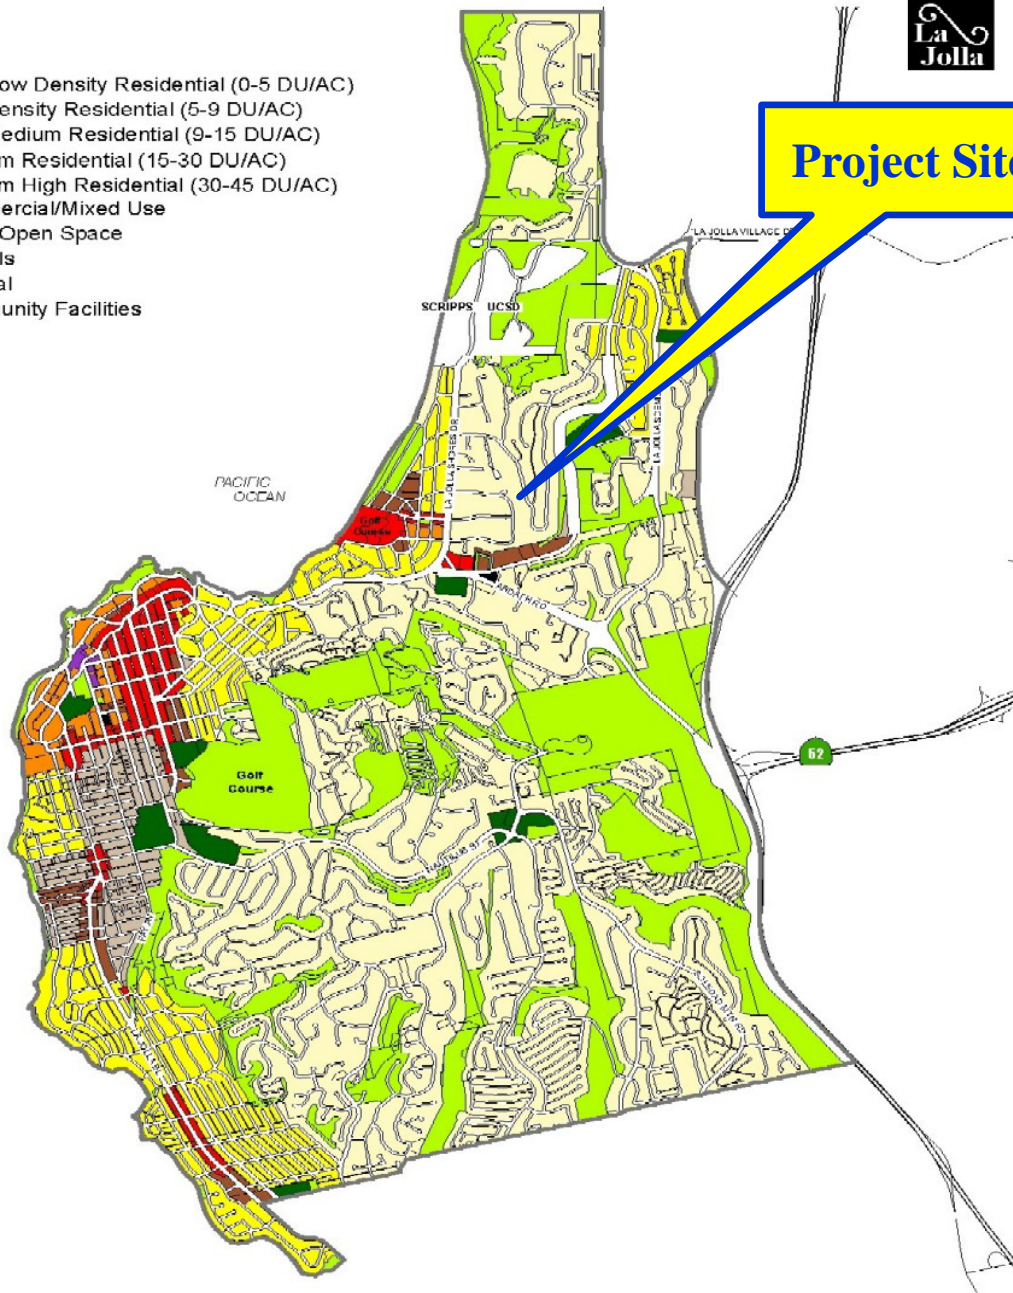 La
Jolla
ow Density Residential (0-5 DU/AC)
ensity Residential (5-9 DU/AC)
edium Residential (9-15 DU/AC)
m Residential (15-30 DU/AC)
m High Residential (30-45 DU/AC)
ercial/Mixed Use
Open Space
ls
al
unity Facilities
Project Site
LA JOLLA VILLAGE D
SCRIPPS UCSD
LA JOLLA SHORES DR
PACIFIC
OCEAN
Golf
Course
52
Golf
Course